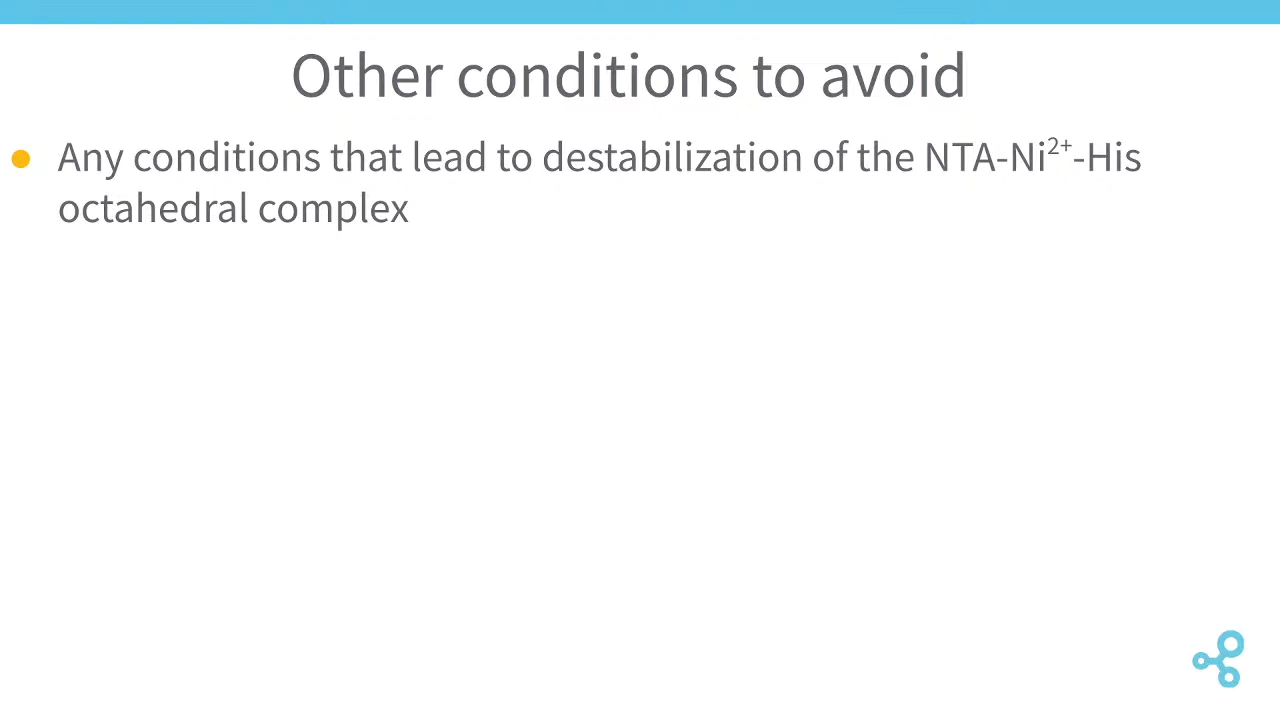 Other conditions to avoid
● Any conditions that lead to destabilization of the NTA-Ni²⁺-His
octahedral complex